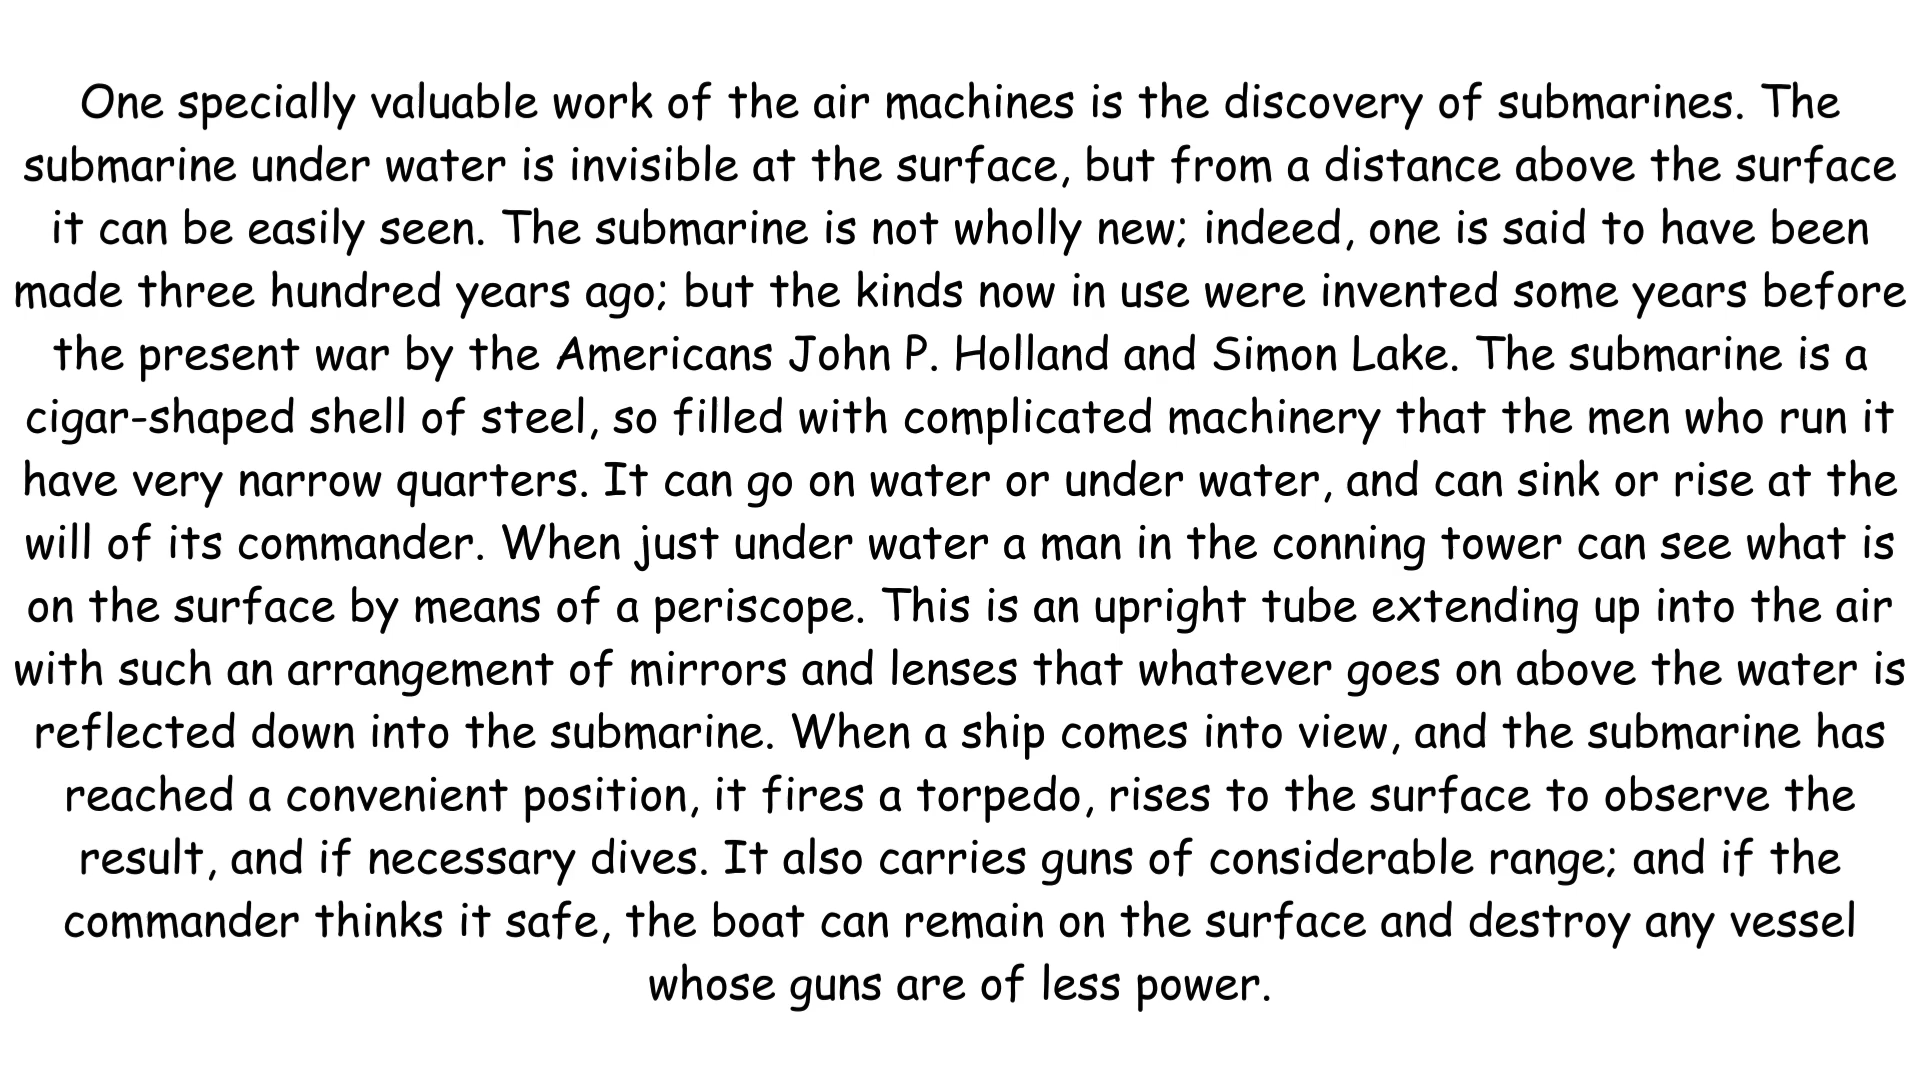 One specially valuable work of the air machines is the discovery of submarines. The
submarine under water is invisible at the surface, but from a distance above the surface
it can be easily seen. The submarine is not wholly new; indeed, one is said to have been
made three hundred years ago; but the kinds now in use were invented some years before
the present war by the Americans John P. Holland and Simon Lake. The submarine is a
cigar-shaped shell of steel, so filled with complicated machinery that the men who run it
have very narrow quarters. It can go on water or under water, and can sink or rise at the
will of its commander. When just under water a man in the conning tower can see what is
on the surface by means of a periscope. This is an upright tube extending up into the air
with such an arrangement of mirrors and lenses that whatever goes on above the water is
reflected down into the submarine. When a ship comes into view, and the submarine has
reached a convenient position, it fires a torpedo, rises to the surface to observe the
result, and if necessary dives. It also carries guns of considerable range; and if the
commander thinks it safe, the boat can remain on the surface and destroy any vessel
whose guns are of less power.